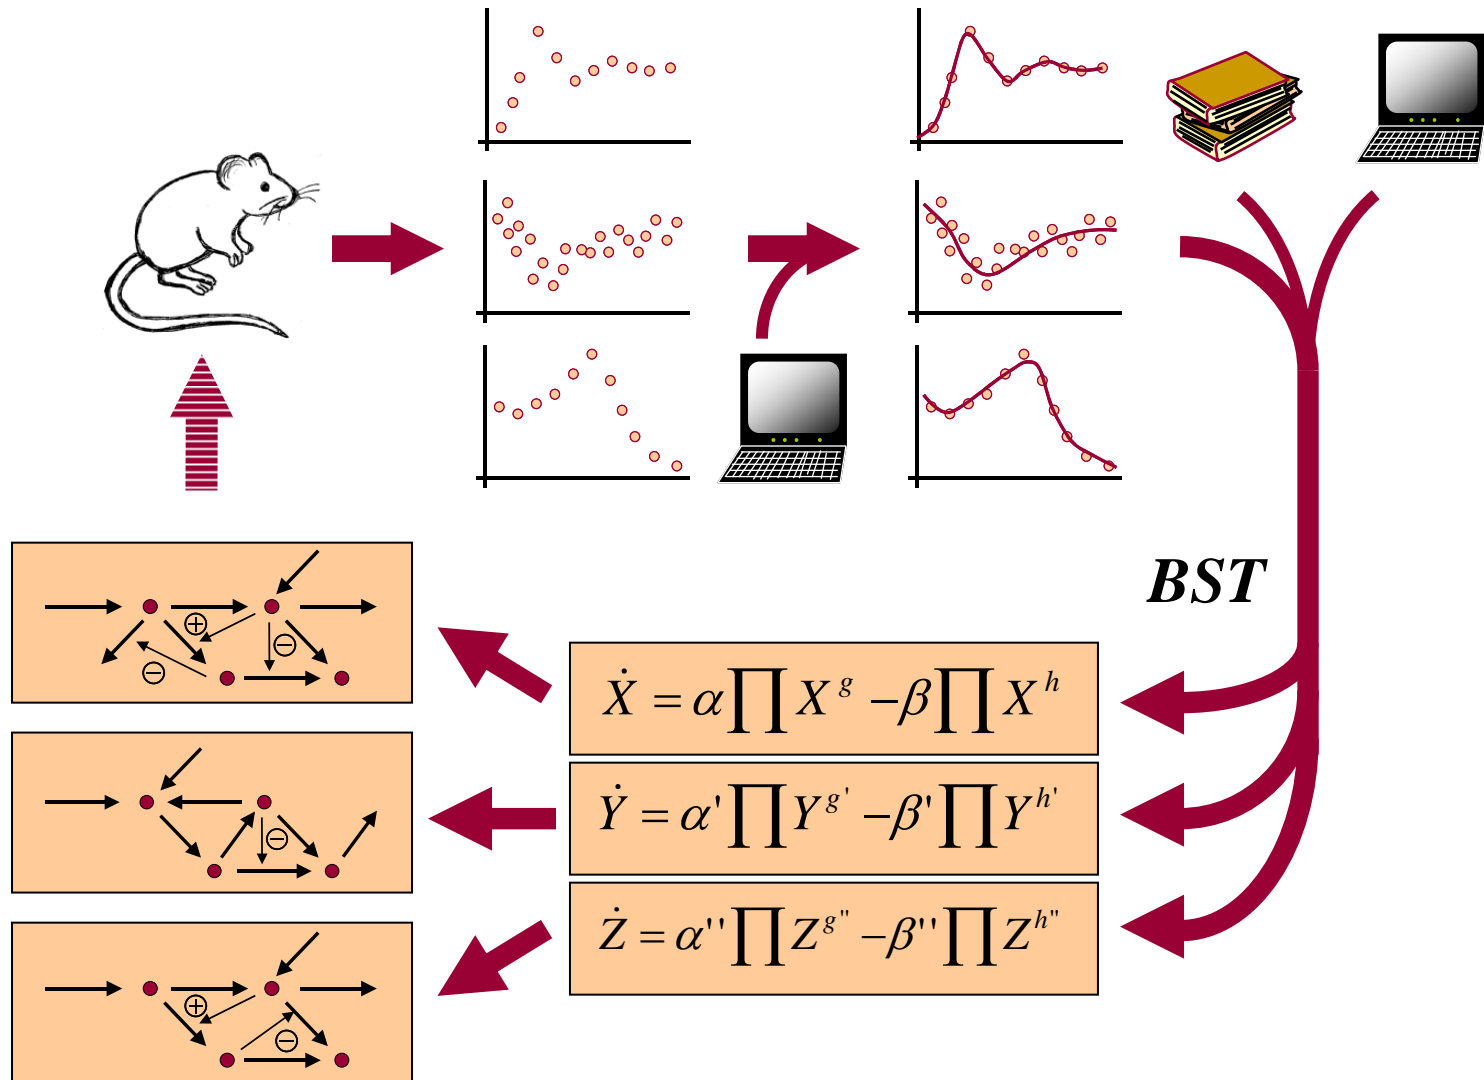 BST
Ẋ = α∏ X^g − β∏ X^h
Ẏ = α'∏ Y^g' − β'∏ Y^h'
Ż = α''∏ Z^g" − β''∏ Z^h"
+
−
−
−
+
−